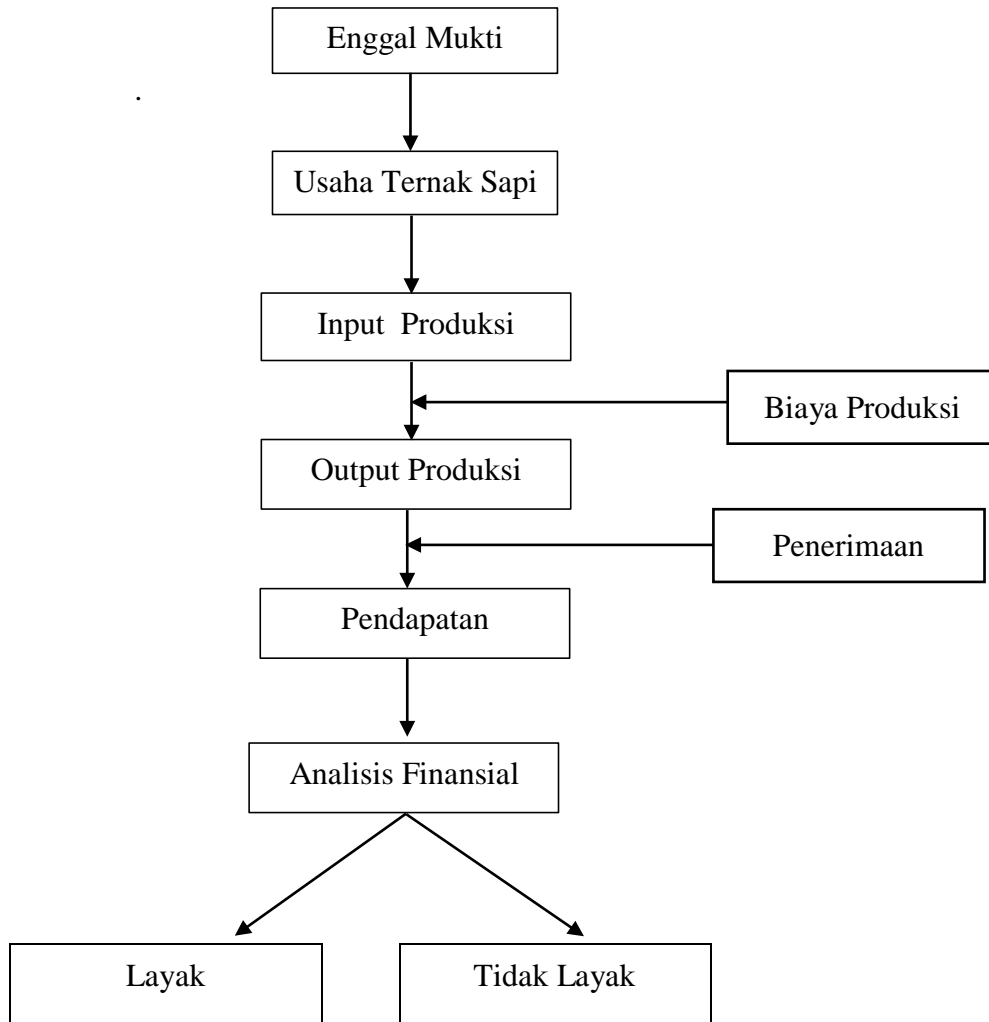 Enggal Mukti
.
Usaha Ternak Sapi
Input  Produksi
Biaya Produksi
Output Produksi
Penerimaan
Pendapatan
Analisis Finansial
Layak
Tidak Layak